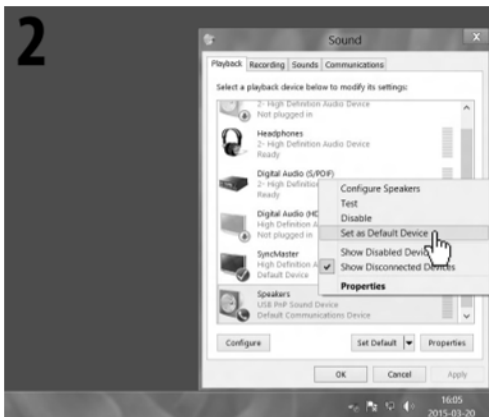 2
Sound
Playback Recording Sounds Communications
Select a playback device below to modify its settings:
2- High Definition Audio Device
Not plugged in
Headphones
2- High Definition Audio Device
Ready
Digital Audio (S/PDIF)
2- High Definition
Ready
Digital Audio (HD
High Definition A
Not plugged in
SyncMaster
High Definition A
Default Device
Speakers
USB PnP Sound Device
Default Communications Device
Configure Speakers
Test
Disable
Set as Default Device
Show Disabled Devic
Show Disconnected Devices
Properties
Configure Set Default Properties
OK Cancel Apply
16:05
2015-03-20